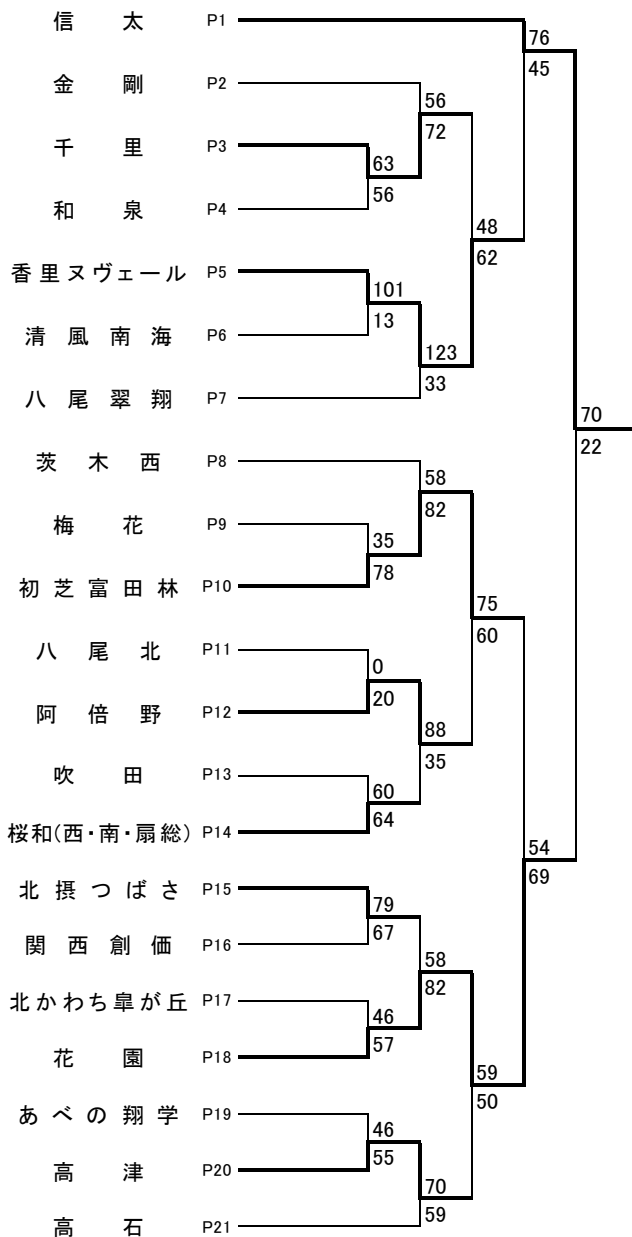 信太 P1
76
45
金剛 P2
56
72
千里 P3
63
56
和泉 P4
48
62
香里ヌヴェール P5
101
13
清風南海 P6
123
33
八尾翠翔 P7
70
22
茨木西 P8
58
82
梅花 P9
35
78
初芝富田林 P10
75
60
八尾北 P11
0
20
阿倍野 P12
88
35
吹田 P13
60
64
桜和(西・南・扇総) P14
54
69
北摂つばさ P15
79
67
関西創価 P16
58
82
北かわち皐が丘 P17
46
57
花園 P18
59
50
あべの翔学 P19
46
55
高津 P20
70
59
高石 P21